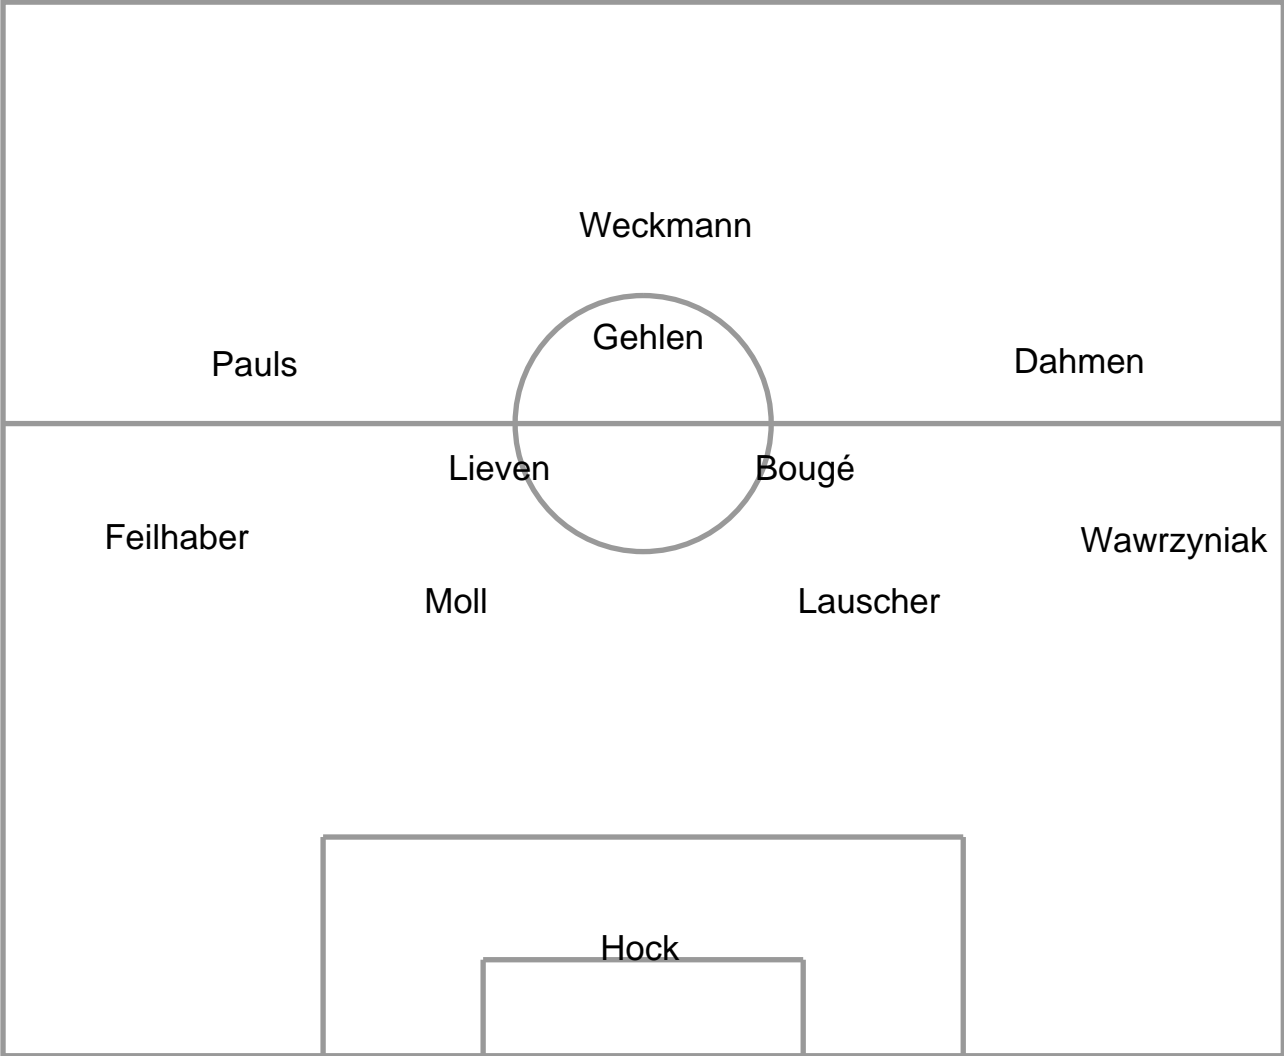 Weckmann
Gehlen
Pauls
Dahmen
Lieven
Bougé
Feilhaber
Wawrzyniak
Moll
Lauscher
Hock